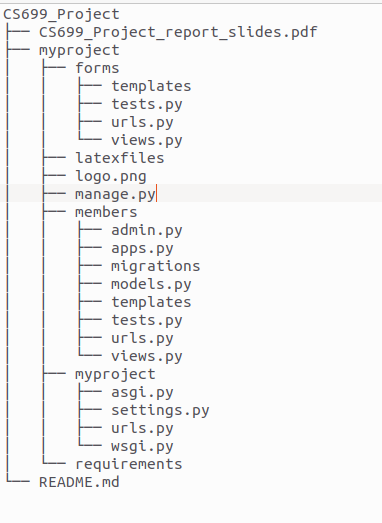 CS699_Project
├── CS699_Project_report_slides.pdf
├── myproject
│   ├── forms
│   │   ├── templates
│   │   ├── tests.py
│   │   ├── urls.py
│   │   └── views.py
│   ├── latexfiles
│   ├── logo.png
│   ├── manage.py
│   ├── members
│   │   ├── admin.py
│   │   ├── apps.py
│   │   ├── migrations
│   │   ├── models.py
│   │   ├── templates
│   │   ├── tests.py
│   │   ├── urls.py
│   │   └── views.py
│   ├── myproject
│   │   ├── asgi.py
│   │   ├── settings.py
│   │   ├── urls.py
│   │   └── wsgi.py
│   └── requirements
└── README.md